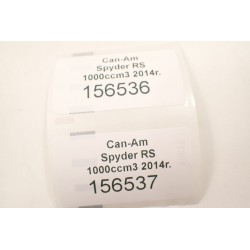 Can-Am
Spyder RS
1000ccm3 2014r.
156536
Can-Am
Spyder RS
1000ccm3 2014r.
156537